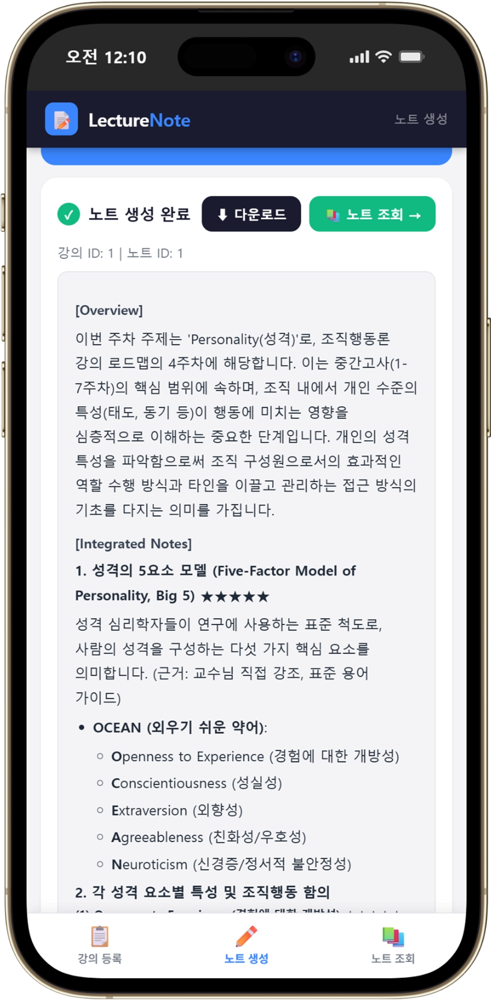 오전 12:10
LectureNote
노트 생성
노트 생성 완료
다운로드
노트 조회 →
강의 ID: 1 | 노트 ID: 1
[Overview]
이번 주차 주제는 'Personality(성격)'로, 조직행동론
강의 로드맵의 4주차에 해당합니다. 이는 중간고사(1-
7주차)의 핵심 범위에 속하며, 조직 내에서 개인 수준의
특성(태도, 동기 등)이 행동에 미치는 영향을
심층적으로 이해하는 중요한 단계입니다. 개인의 성격
특성을 파악함으로써 조직 구성원으로서의 효과적인
역할 수행 방식과 타인을 이끌고 관리하는 접근 방식의
기초를 다지는 의미를 가집니다.
[Integrated Notes]
1. 성격의 5요소 모델 (Five-Factor Model of
Personality, Big 5) ★★★★★
성격 심리학자들이 연구에 사용하는 표준 척도로,
사람의 성격을 구성하는 다섯 가지 핵심 요소를
의미합니다. (근거: 교수님 직접 강조, 표준 용어
가이드)
• OCEAN (외우기 쉬운 약어):
○ Openness to Experience (경험에 대한 개방성)
○ Conscientiousness (성실성)
○ Extraversion (외향성)
○ Agreeableness (친화성/우호성)
○ Neuroticism (신경증/정서적 불안정성)
2. 각 성격 요소별 특성 및 조직행동 함의
강의 등록
노트 생성
노트 조회